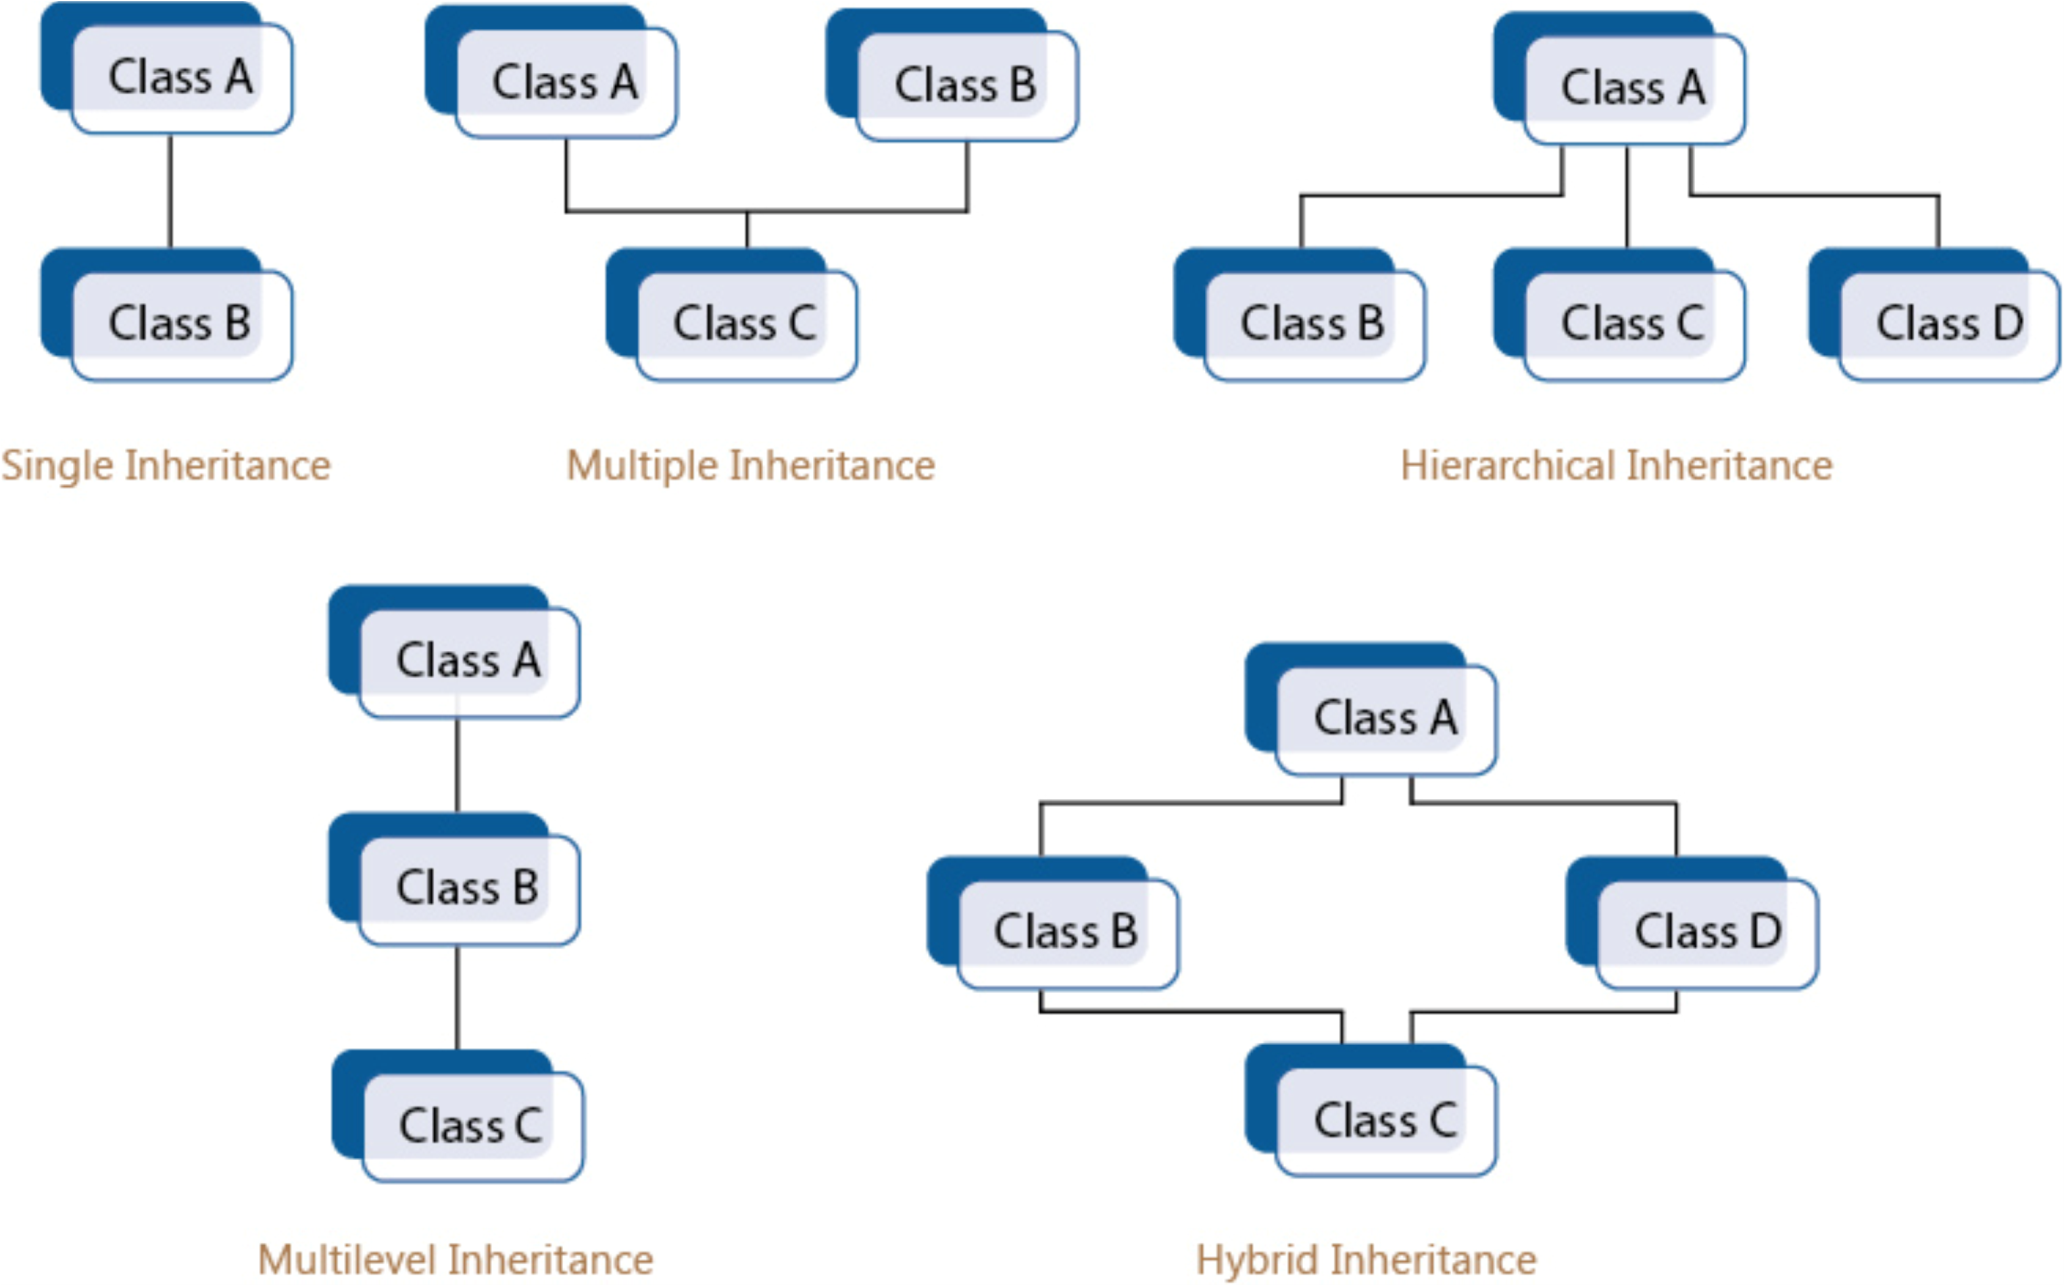 Class A
Class B
Single Inheritance
Class A
Class B
Class C
Multiple Inheritance
Class A
Class B
Class C
Class D
Hierarchical Inheritance
Class A
Class B
Class C
Multilevel Inheritance
Class A
Class B
Class D
Class C
Hybrid Inheritance